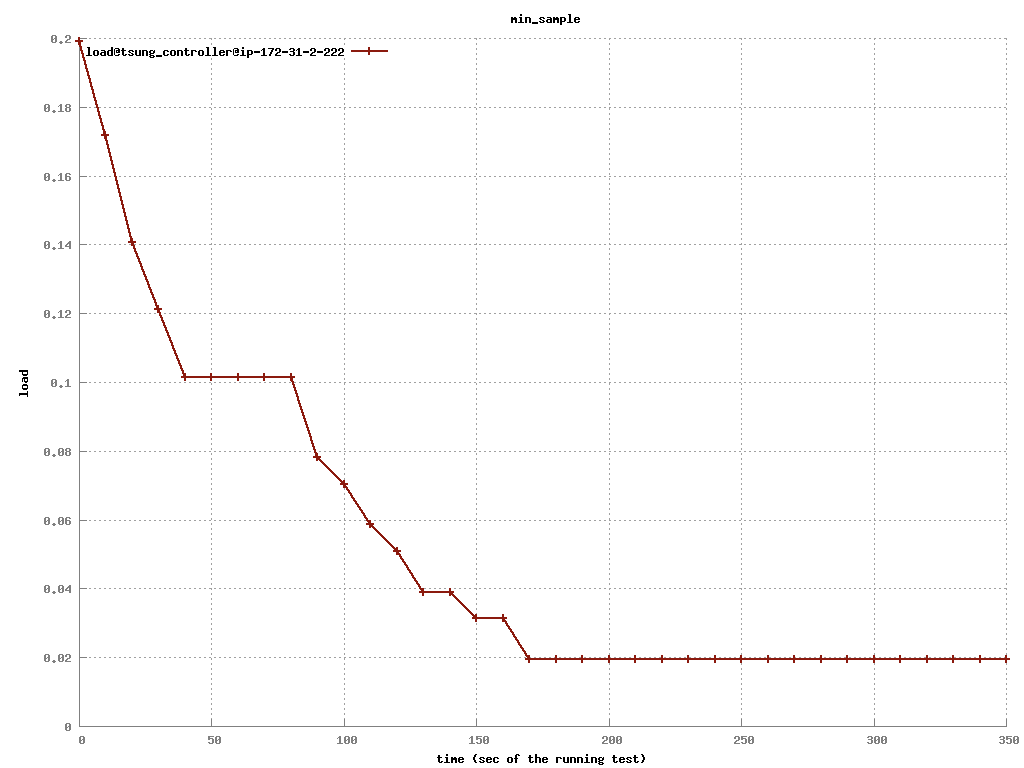 min_sample
load@tsung_controller@ip-172-31-2-222
0.2
0.18
0.16
0.14
0.12
0.1
0.08
0.06
0.04
0.02
0
load
0 50 100 150 200 250 300 350
time (sec of the running test)